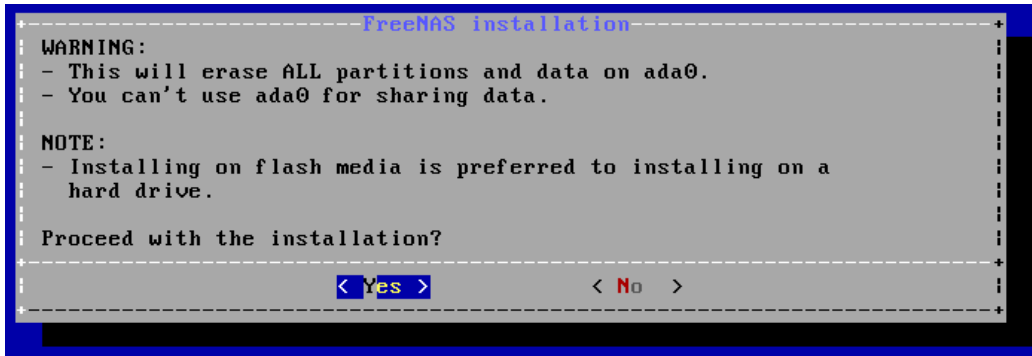 FreeNAS installation
WARNING:
- This will erase ALL partitions and data on ada0.
- You can't use ada0 for sharing data.
NOTE:
- Installing on flash media is preferred to installing on a
hard drive.
Proceed with the installation?
< Yes > < No >